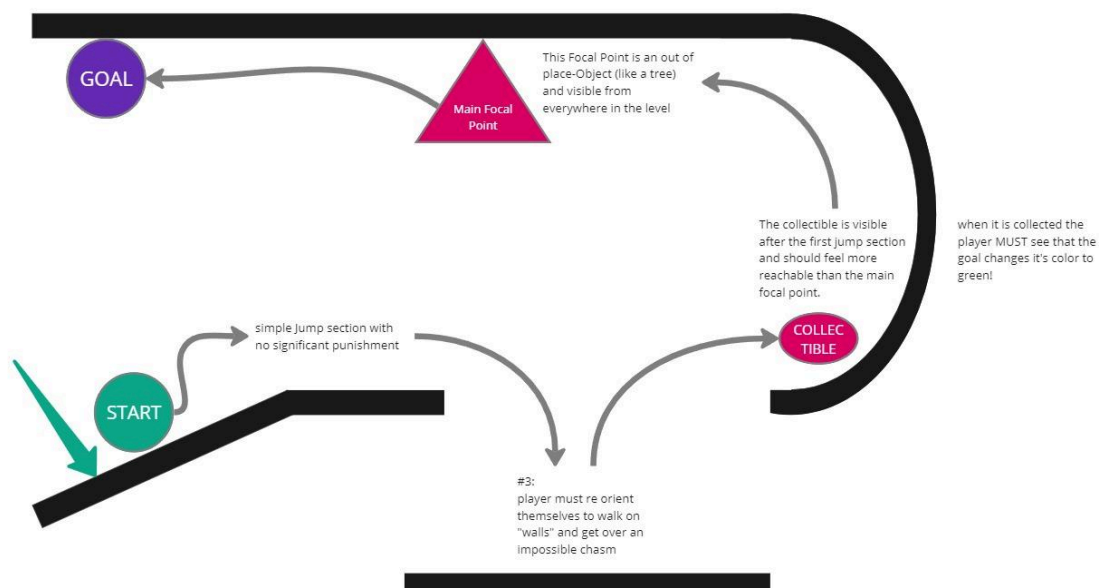 GOAL
Main Focal
Point
This Focal Point is an out of
place-Object (like a tree)
and visible from
everywhere in the level
The collectible is visible
after the first jump section
and should feel more
reachable than the main
focal point.
when it is collected the
player MUST see that the
goal changes it's color to
green!
COLLEC
TIBLE
simple Jump section with
no significant punishment
START
#3:
player must re orient
themselves to walk on
"walls" and get over an
impossible chasm